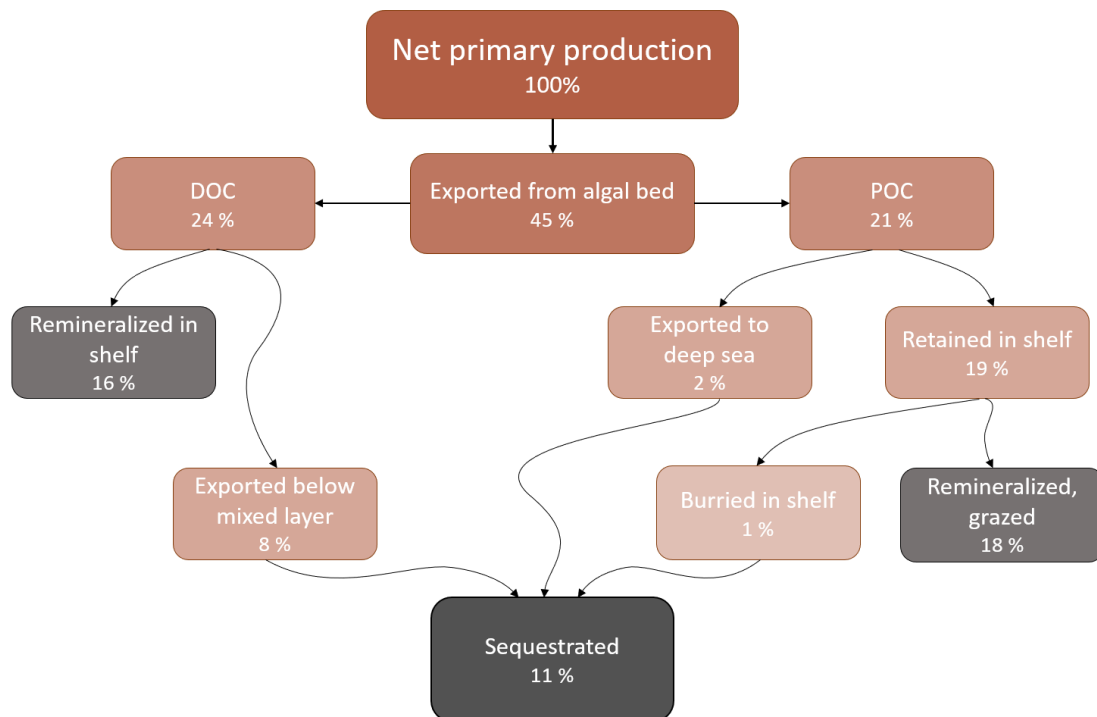 Net primary production
100%
DOC
24 %
Exported from algal bed
45 %
POC
21 %
Remineralized in
shelf
16 %
Exported to
deep sea
2 %
Retained in shelf
19 %
Exported below
mixed layer
8 %
Burried in shelf
1 %
Remineralized,
grazed
18 %
Sequestrated
11 %